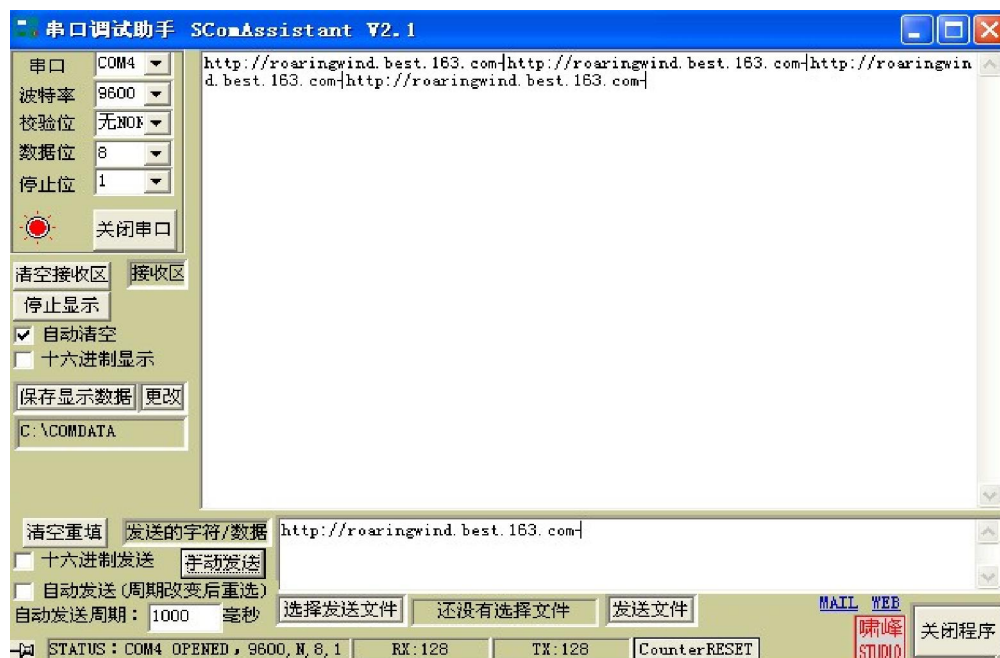 串口调试助手 SComAssistant V2.1
串口 COM4
波特率 9600
校验位 无NON
数据位 8
停止位 1
关闭串口
清空接收区 接收区
停止显示
自动清空
十六进制显示
保存显示数据 更改
C:\COMDATA
http://roaringwind.best.163.com┤http://roaringwind.best.163.com┤http://roaringwin
d.best.163.com┤http://roaringwind.best.163.com┤
清空重填 发送的字符/数据 http://roaringwind.best.163.com┤
十六进制发送 手动发送
自动发送(周期改变后重选)
自动发送周期: 1000 毫秒 选择发送文件 还没有选择文件 发送文件
MAIL WEB
啸峰
STUDIO
关闭程序
STATUS:COM4 OPENED,9600,N,8,1 RX:128 TX:128 CounterRESET